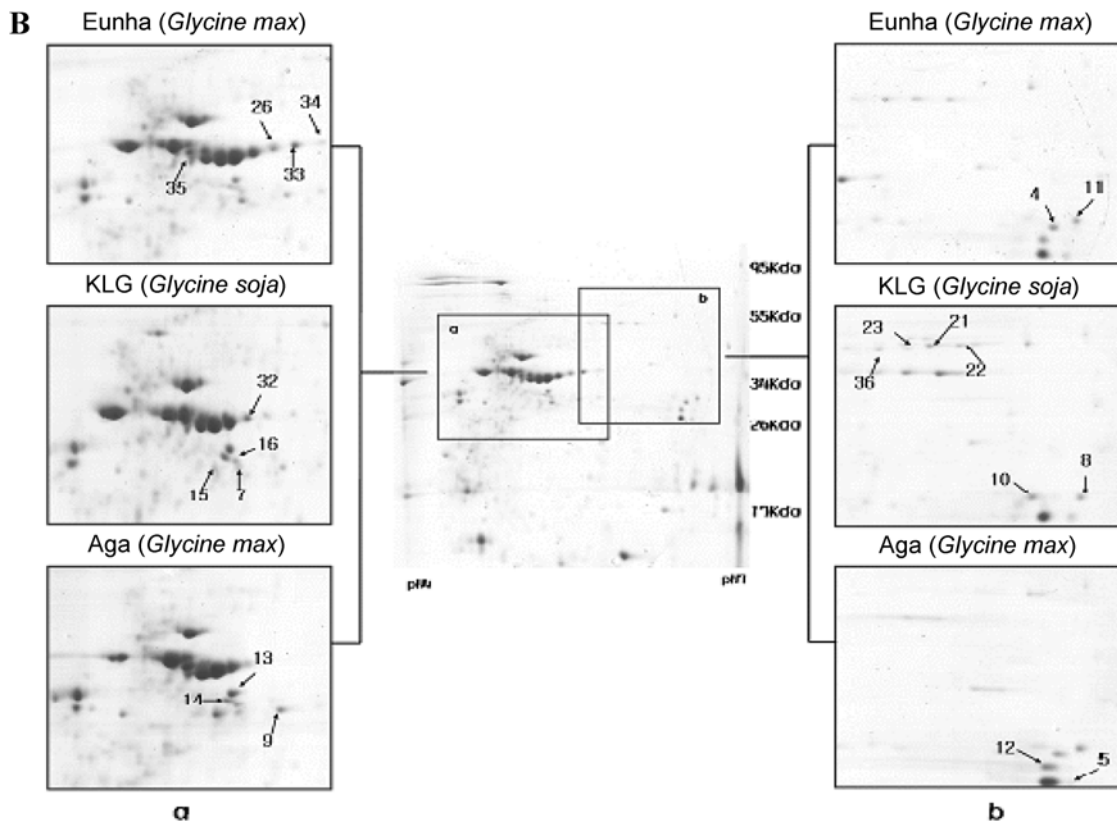 B
Eunha (Glycine max)
26
34
35
33
KLG (Glycine soja)
32
16
15
7
Aga (Glycine max)
13
14
9
a
a
b
95Kda
55Kda
34Kda
26Kda
17Kda
pH4
Eunha (Glycine max)
4
11
KLG (Glycine soja)
23
21
36
22
10
8
Aga (Glycine max)
12
5
b